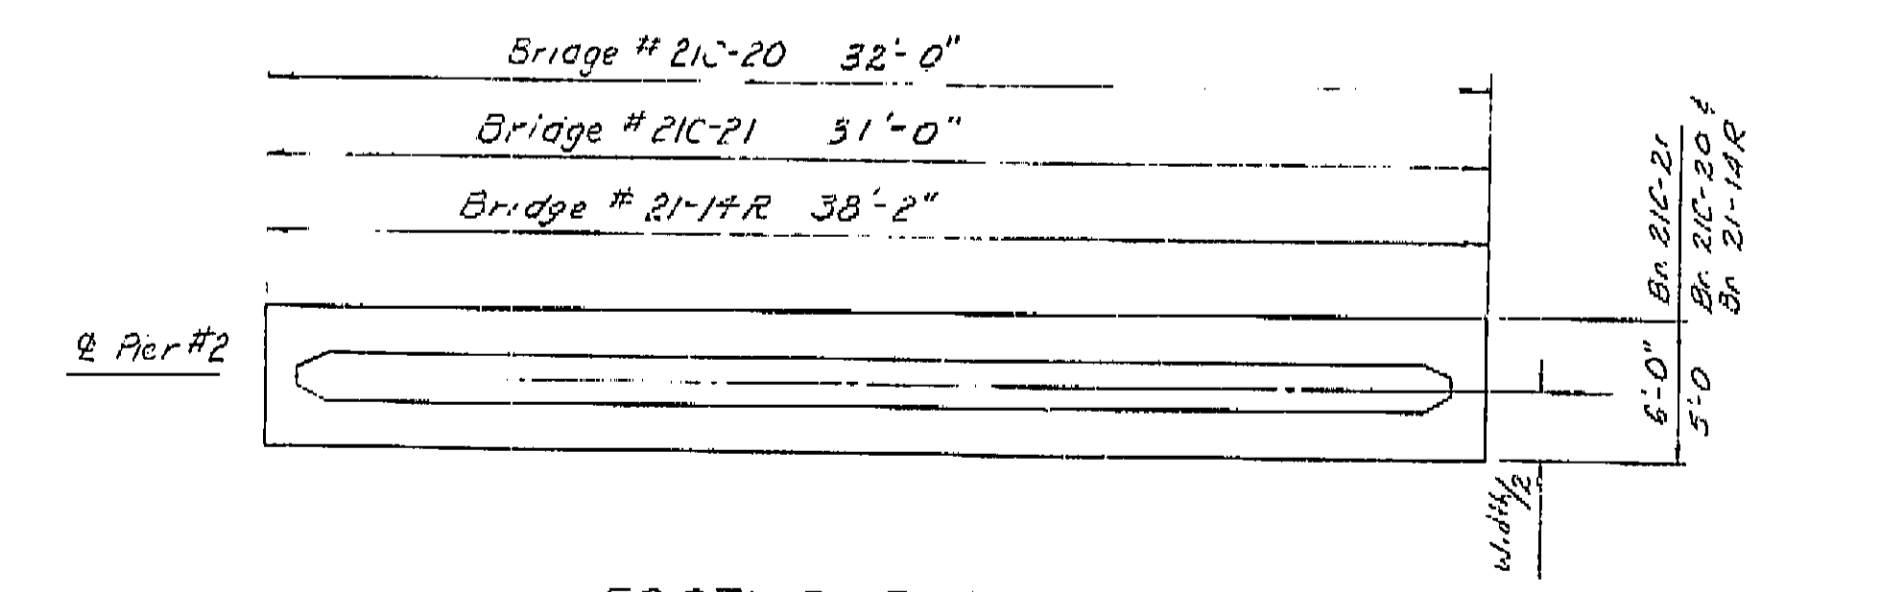 Bridge # 21C-20 32'-0"
Bridge # 21C-21 31'-0"
Bridge # 21-14R 38'-2"
℄ Pier #2
6'-0" Br. 21C-21
5'-0 Br. 21C-20 &
Br. 21-14R
Width/2